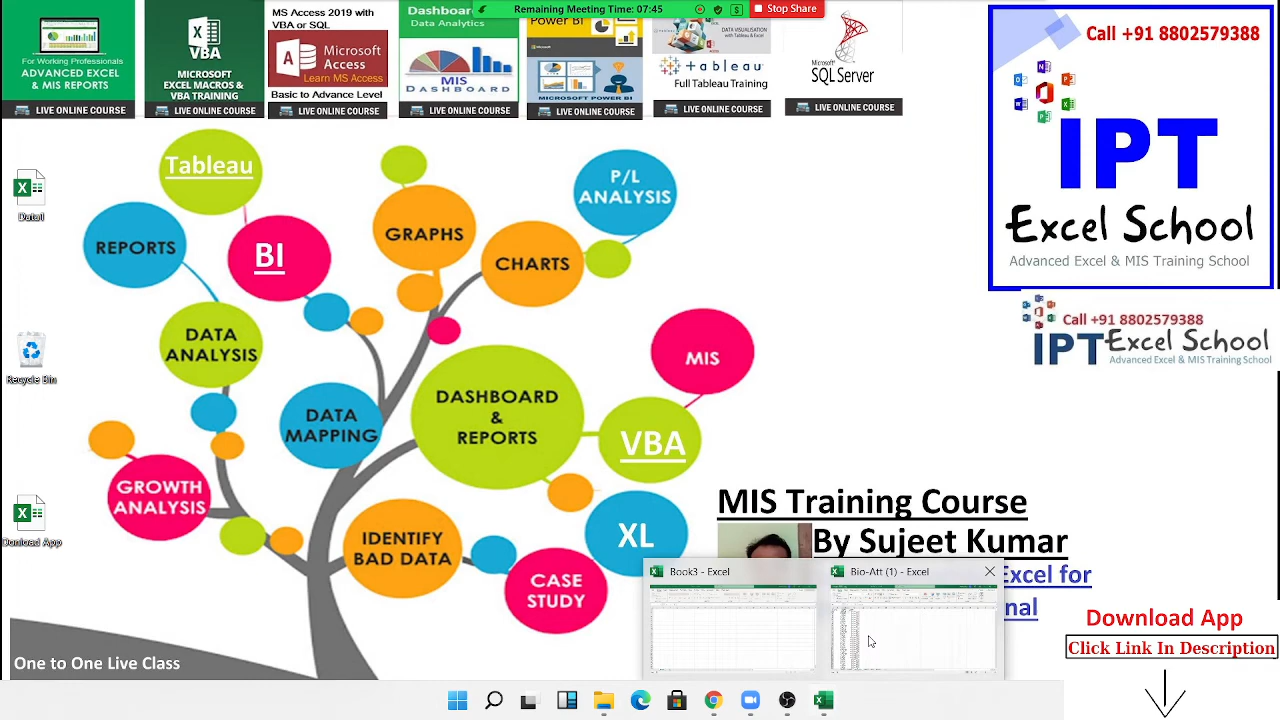 Remaining Meeting Time: 07:45
Stop Share
For Working Professionals
ADVANCED EXCEL
& MIS REPORTS
LIVE ONLINE COURSE
VBA
MICROSOFT
EXCEL MACROS &
VBA TRAINING
LIVE ONLINE COURSE
MS Access 2019 with
VBA or SQL
Microsoft
Access
Learn MS Access
Basic to Advance Level
LIVE ONLINE COURSE
Data Analytics
MIS
DASHBOARD
LIVE ONLINE COURSE
Power BI
MICROSOFT POWER BI
LIVE ONLINE COURSE
DATA VISUALISATION
with Tableau & Excel
tableau
Full Tableau Training
LIVE ONLINE COURSE
Microsoft
SQL Server
LIVE ONLINE COURSE
Call +91 8802579388
IPT
Excel School
Advanced Excel & MIS Training School
Call +91 8802579388
IPT Excel School
Advanced Excel & MIS Training School
Recycle Bin
Donload App
Tableau
REPORTS
BI
GRAPHS
CHARTS
P/L
ANALYSIS
DATA
ANALYSIS
DATA
MAPPING
DASHBOARD
&
REPORTS
MIS
VBA
GROWTH
ANALYSIS
IDENTIFY
BAD DATA
XL
CASE
STUDY
MIS Training Course
By Sujeet Kumar
Excel for
nal
Book3 - Excel
Bio-Att (1) - Excel
One to One Live Class
Download App
Click Link In Description